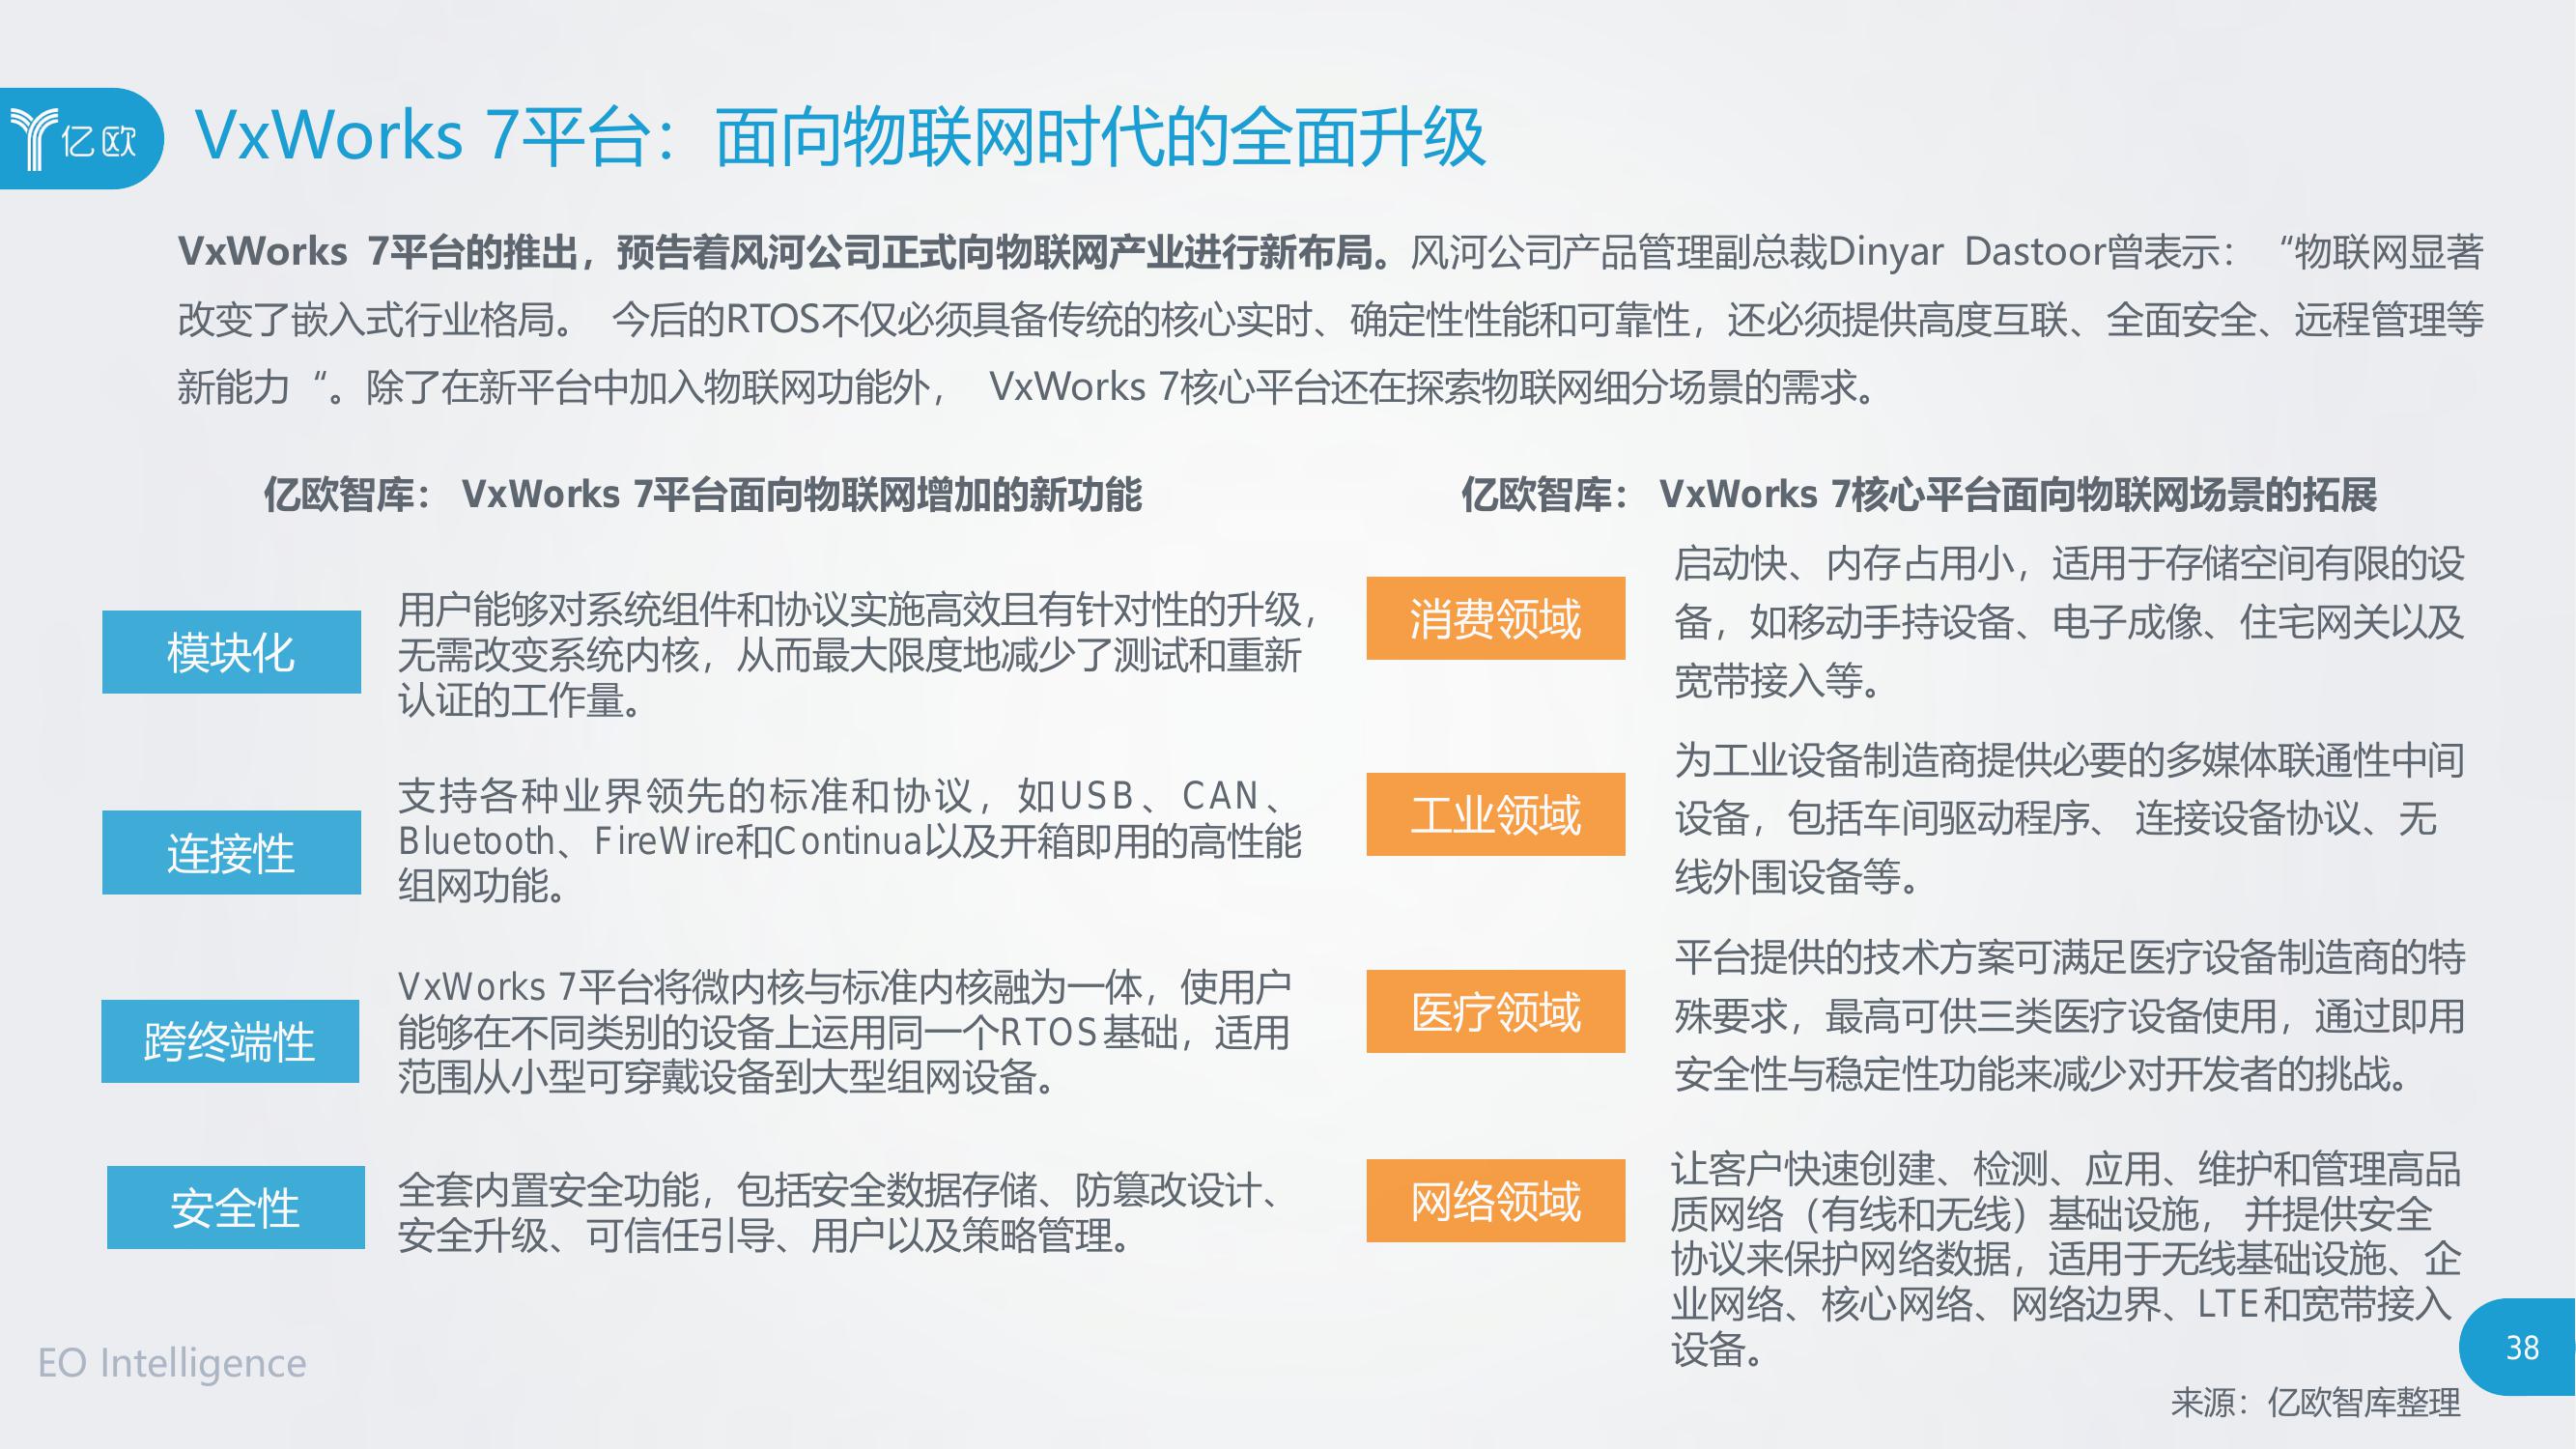 亿欧
VxWorks 7平台：面向物联网时代的全面升级
VxWorks 7平台的推出，预告着风河公司正式向物联网产业进行新布局。风河公司产品管理副总裁Dinyar Dastoor曾表示： “物联网显著
改变了嵌入式行业格局。 今后的RTOS不仅必须具备传统的核心实时、确定性性能和可靠性，还必须提供高度互联、全面安全、远程管理等
新能力“。除了在新平台中加入物联网功能外， VxWorks 7核心平台还在探索物联网细分场景的需求。
亿欧智库： VxWorks 7平台面向物联网增加的新功能
模块化
用户能够对系统组件和协议实施高效且有针对性的升级，
无需改变系统内核，从而最大限度地减少了测试和重新
认证的工作量。
连接性
支持各种业界领先的标准和协议，如USB、CAN、
Bluetooth、FireWire和Continua以及开箱即用的高性能
组网功能。
跨终端性
VxWorks 7平台将微内核与标准内核融为一体，使用户
能够在不同类别的设备上运用同一个RTOS基础，适用
范围从小型可穿戴设备到大型组网设备。
安全性
全套内置安全功能，包括安全数据存储、防篡改设计、
安全升级、可信任引导、用户以及策略管理。
亿欧智库： VxWorks 7核心平台面向物联网场景的拓展
消费领域
启动快、内存占用小，适用于存储空间有限的设
备，如移动手持设备、电子成像、住宅网关以及
宽带接入等。
工业领域
为工业设备制造商提供必要的多媒体联通性中间
设备，包括车间驱动程序、 连接设备协议、无
线外围设备等。
医疗领域
平台提供的技术方案可满足医疗设备制造商的特
殊要求，最高可供三类医疗设备使用，通过即用
安全性与稳定性功能来减少对开发者的挑战。
网络领域
让客户快速创建、检测、应用、维护和管理高品
质网络（有线和无线）基础设施， 并提供安全
协议来保护网络数据，适用于无线基础设施、企
业网络、核心网络、网络边界、LTE和宽带接入
设备。
EO Intelligence
38
来源：亿欧智库整理